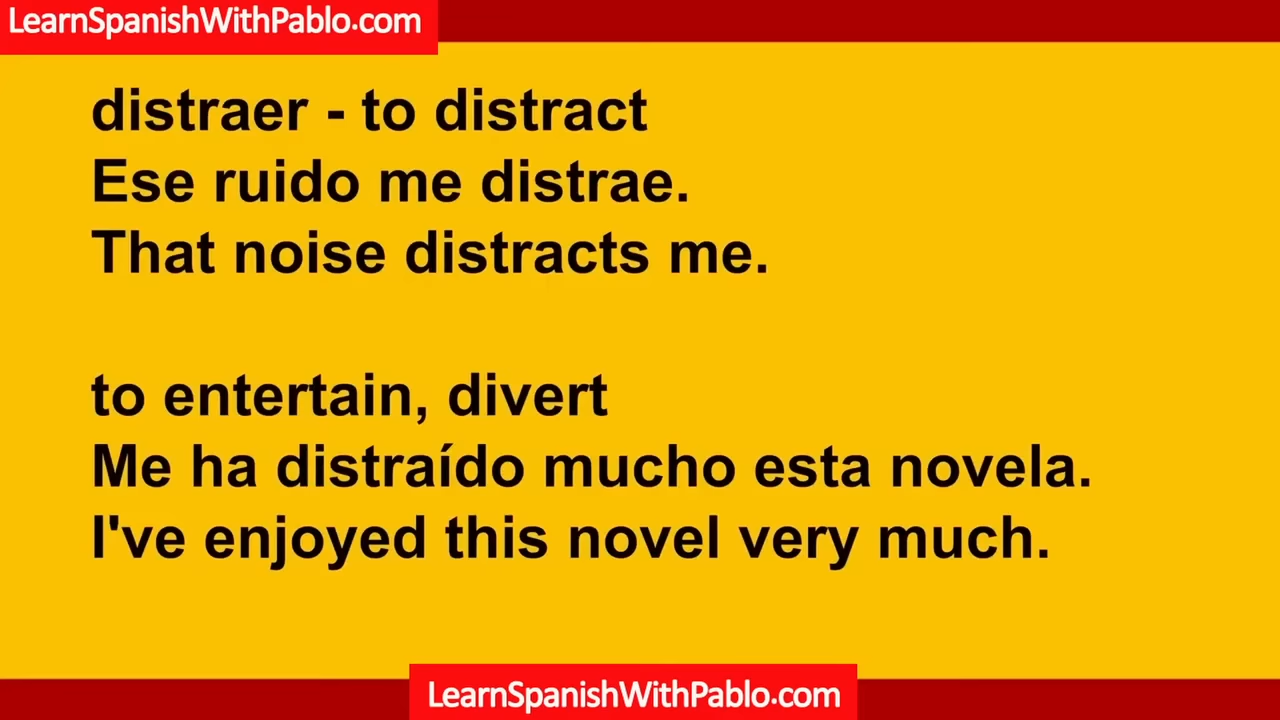 LearnSpanishWithPablo.com
distraer - to distract
Ese ruido me distrae.
That noise distracts me.
to entertain, divert
Me ha distraído mucho esta novela.
I've enjoyed this novel very much.
LearnSpanishWithPablo.com